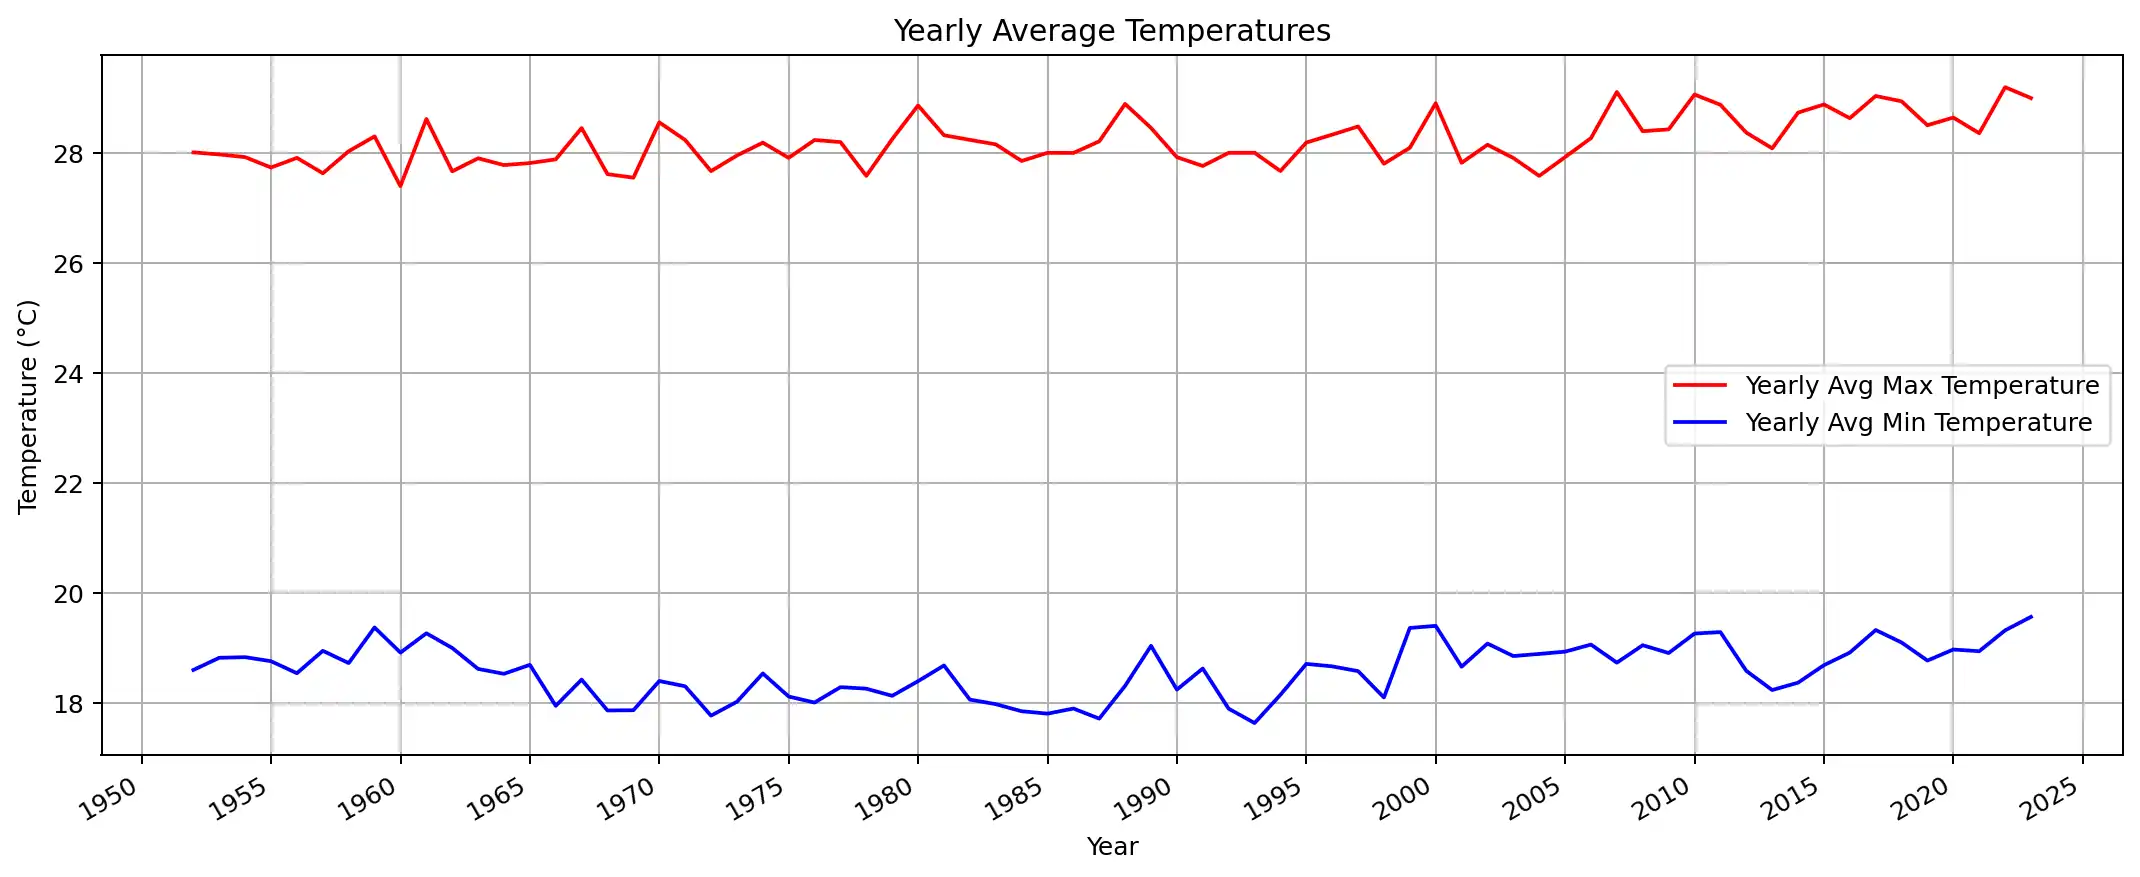 Yearly Average Temperatures
Temperature (°C)
28
26
24
22
20
18
Yearly Avg Max Temperature
Yearly Avg Min Temperature
1950 1955 1960 1965 1970 1975 1980 1985 1990 1995 2000 2005 2010 2015 2020 2025
Year